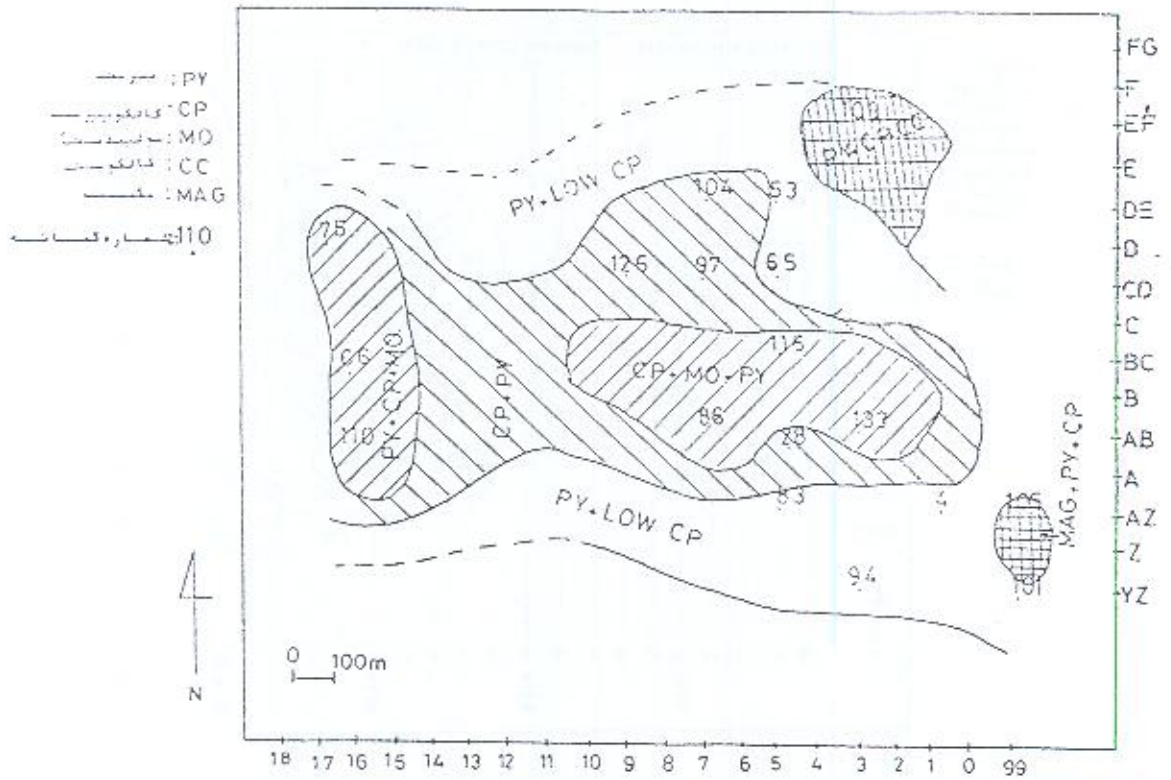 FG
: PY
F
: CP
EF
: MO
: CC
E
: MAG
PY+LOW CP
104
53
DE
75
110
D
126
97
65
CD
C
115
BC
PY+CP+MO
CP+PY
CP+MO+PY
B
86
133
110
28
AB
MAG+PY+CP
A
83
4
105
AZ
PY+LOW CP
Z
94
101
YZ
0 100m
N
18 17 16 15 14 13 12 11 10 9 8 7 6 5 4 3 2 1 0 99